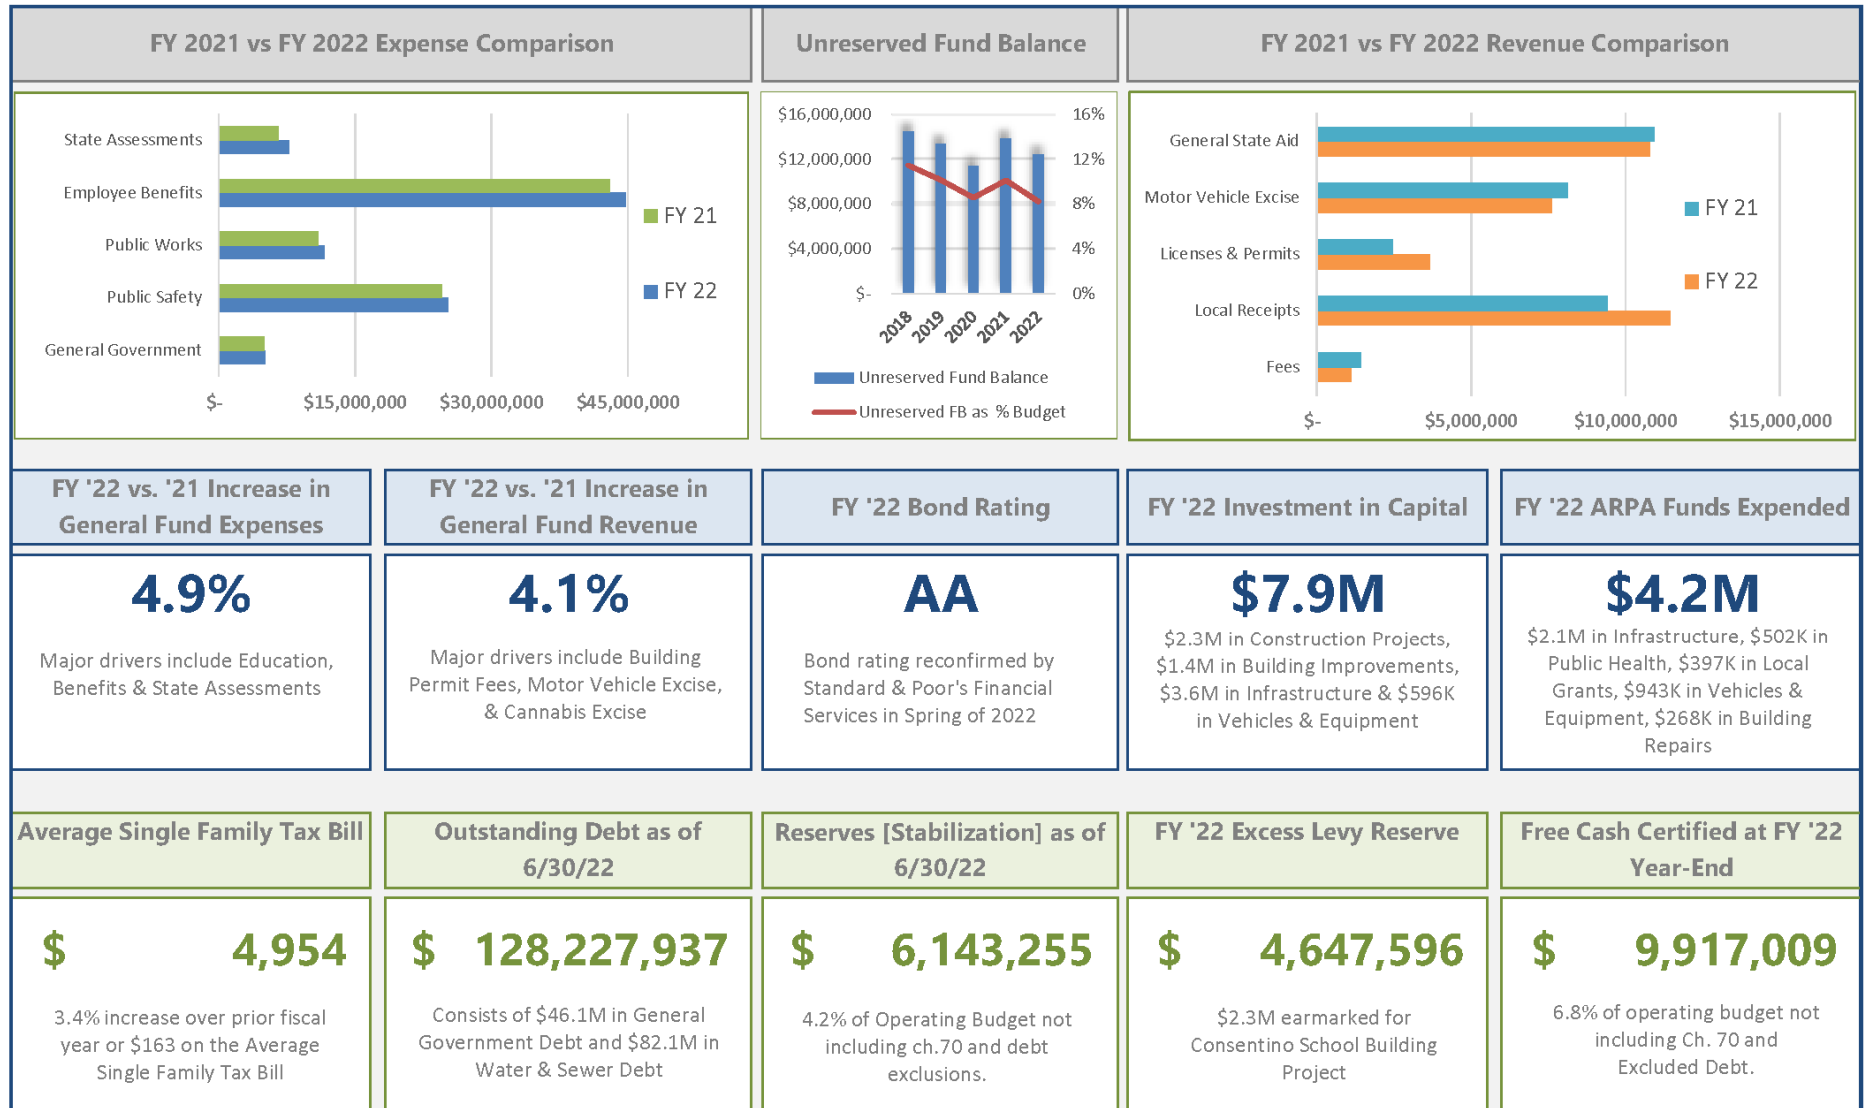 FY 2021 vs FY 2022 Expense Comparison
State Assessments
Employee Benefits
Public Works
Public Safety
General Government
$-
$15,000,000
$30,000,000
$45,000,000
FY 21
FY 22
Unreserved Fund Balance
$16,000,000
$12,000,000
$8,000,000
$4,000,000
$-
16%
12%
8%
4%
0%
2018
2019
2020
2021
2022
Unreserved Fund Balance
Unreserved FB as % Budget
FY 2021 vs FY 2022 Revenue Comparison
General State Aid
Motor Vehicle Excise
Licenses & Permits
Local Receipts
Fees
$-
$5,000,000
$10,000,000
$15,000,000
FY 21
FY 22
FY '22 vs. '21 Increase in
General Fund Expenses
4.9%
Major drivers include Education,
Benefits & State Assessments
FY '22 vs. '21 Increase in
General Fund Revenue
4.1%
Major drivers include Building
Permit Fees, Motor Vehicle Excise,
& Cannabis Excise
FY '22 Bond Rating
AA
Bond rating reconfirmed by
Standard & Poor's Financial
Services in Spring of 2022
FY '22 Investment in Capital
$7.9M
$2.3M in Construction Projects,
$1.4M in Building Improvements,
$3.6M in Infrastructure & $596K
in Vehicles & Equipment
FY '22 ARPA Funds Expended
$4.2M
$2.1M in Infrastructure, $502K in
Public Health, $397K in Local
Grants, $943K in Vehicles &
Equipment, $268K in Building
Repairs
Average Single Family Tax Bill
$ 4,954
3.4% increase over prior fiscal
year or $163 on the Average
Single Family Tax Bill
Outstanding Debt as of
6/30/22
$ 128,227,937
Consists of $46.1M in General
Government Debt and $82.1M in
Water & Sewer Debt
Reserves [Stabilization] as of
6/30/22
$ 6,143,255
4.2% of Operating Budget not
including ch.70 and debt
exclusions.
FY '22 Excess Levy Reserve
$ 4,647,596
$2.3M earmarked for
Consentino School Building
Project
Free Cash Certified at FY '22
Year-End
$ 9,917,009
6.8% of operating budget not
including Ch. 70 and
Excluded Debt.